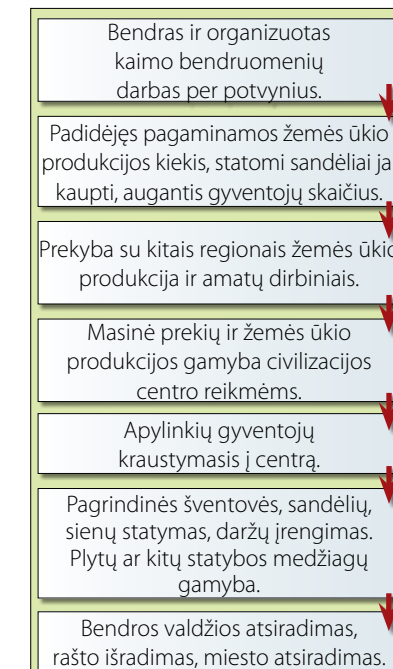 Bendras ir organizuotas
kaimo bendruomenių
darbas per potvynius.
Padidėjęs pagaminamos žemės ūkio
produkcijos kiekis, statomi sandėliai ja
kaupti, augantis gyventojų skaičius.
Prekyba su kitais regionais žemės ūkio
produkcija ir amatų dirbiniais.
Masinė prekių ir žemės ūkio
produkcijos gamyba civilizacijos
centro reikmėms.
Apylinkių gyventojų
kraustymasis į centrą.
Pagrindinės šventovės, sandėlių,
sienų statymas, daržų įrengimas.
Plytų ar kitų statybos medžiagų
gamyba.
Bendros valdžios atsiradimas,
rašto išradimas, miesto atsiradimas.